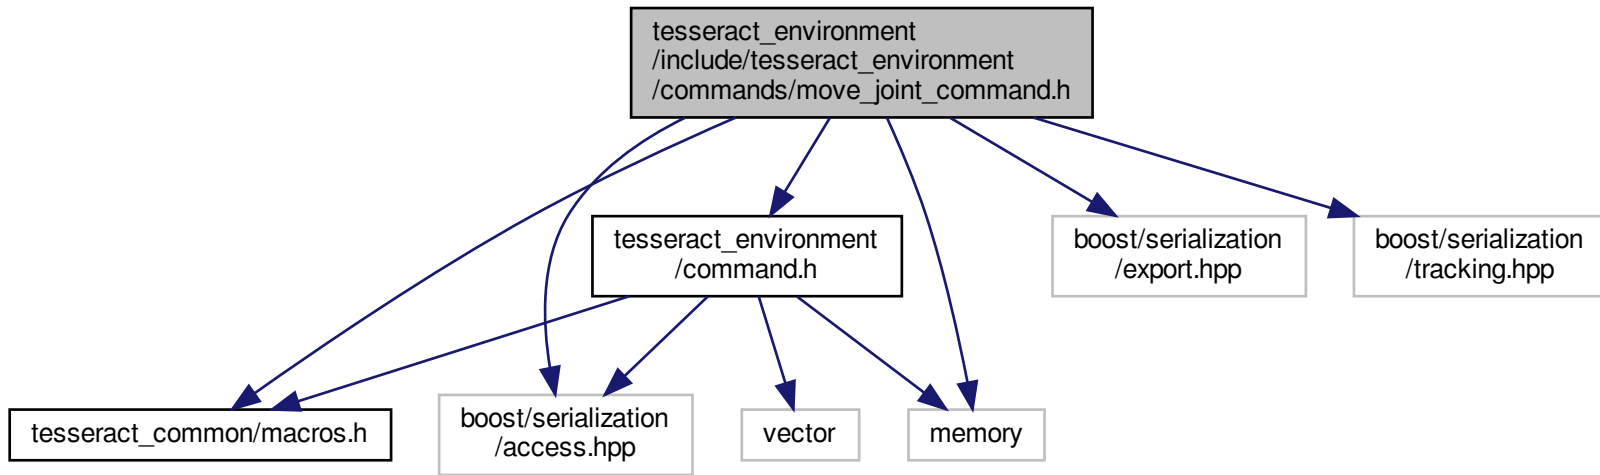 tesseract_environment
/include/tesseract_environment
/commands/move_joint_command.h
tesseract_environment
/command.h
boost/serialization
/export.hpp
boost/serialization
/tracking.hpp
tesseract_common/macros.h
boost/serialization
/access.hpp
vector
memory